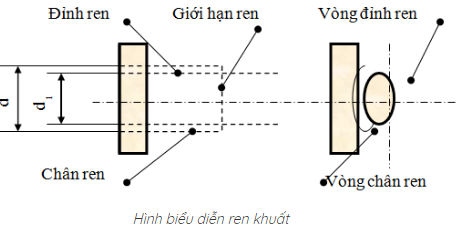 Đỉnh ren
Giới hạn ren
Vòng đỉnh ren
d
d1
Chân ren
Vòng chân ren
Hình biểu diễn ren khuất